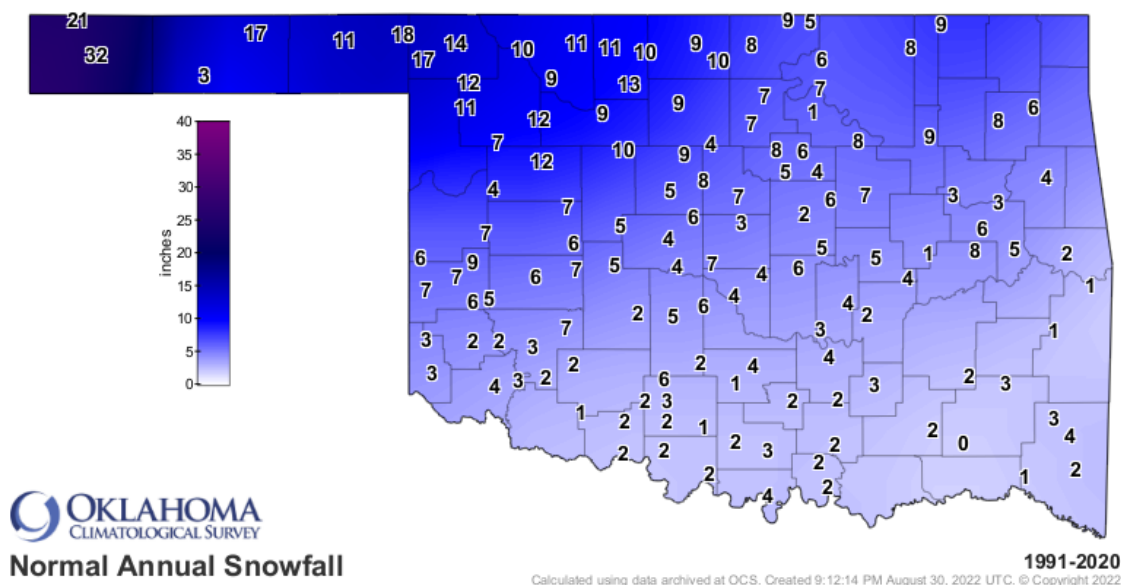 21 17 11 18 14 10 11 11 10 9 10 8 9 5 9
32 3 17 12 9 13 6 8
11 12 9 9 7 7 1 7 8 6
7 12 10 9 4 8 6 8 9
4 5 8 7 5 4 7 3 3 4
7 5 6 3 2 6 6
7 6 4 7 5 5 1 8 5 2
6 7 9 6 7 5 4 4 6 4 1
7 6 5 2 5 6 4 4 2
3 2 2 3 7 3 4 1
3 4 3 2 2 2 6 1 4 3 2 3
1 2 3 2 2
2 2 1 2 3 2 2 0 3 4
2 2 2 4 2 2 1 2
40
35
30
25
20
15
10
5
0
inches
OKLAHOMA
CLIMATOLOGICAL SURVEY
Normal Annual Snowfall
1991-2020
Calculated using data archived at OCS. Created 9:12:14 PM August 30, 2022 UTC. © Copyright 2022